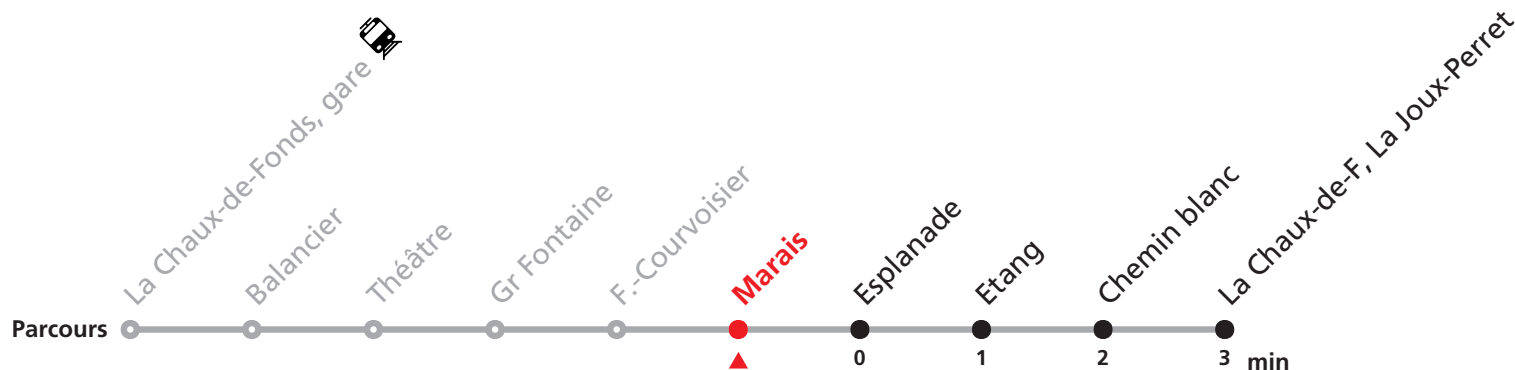 La Chaux-de-Fonds, gare
Balancier
Théâtre
Gr Fontaine
F.-Courvoisier
Marais
Esplanade
Etang
Chemin blanc
La Chaux-de-F, La Joux-Perret
Parcours
0 1 2 3 min